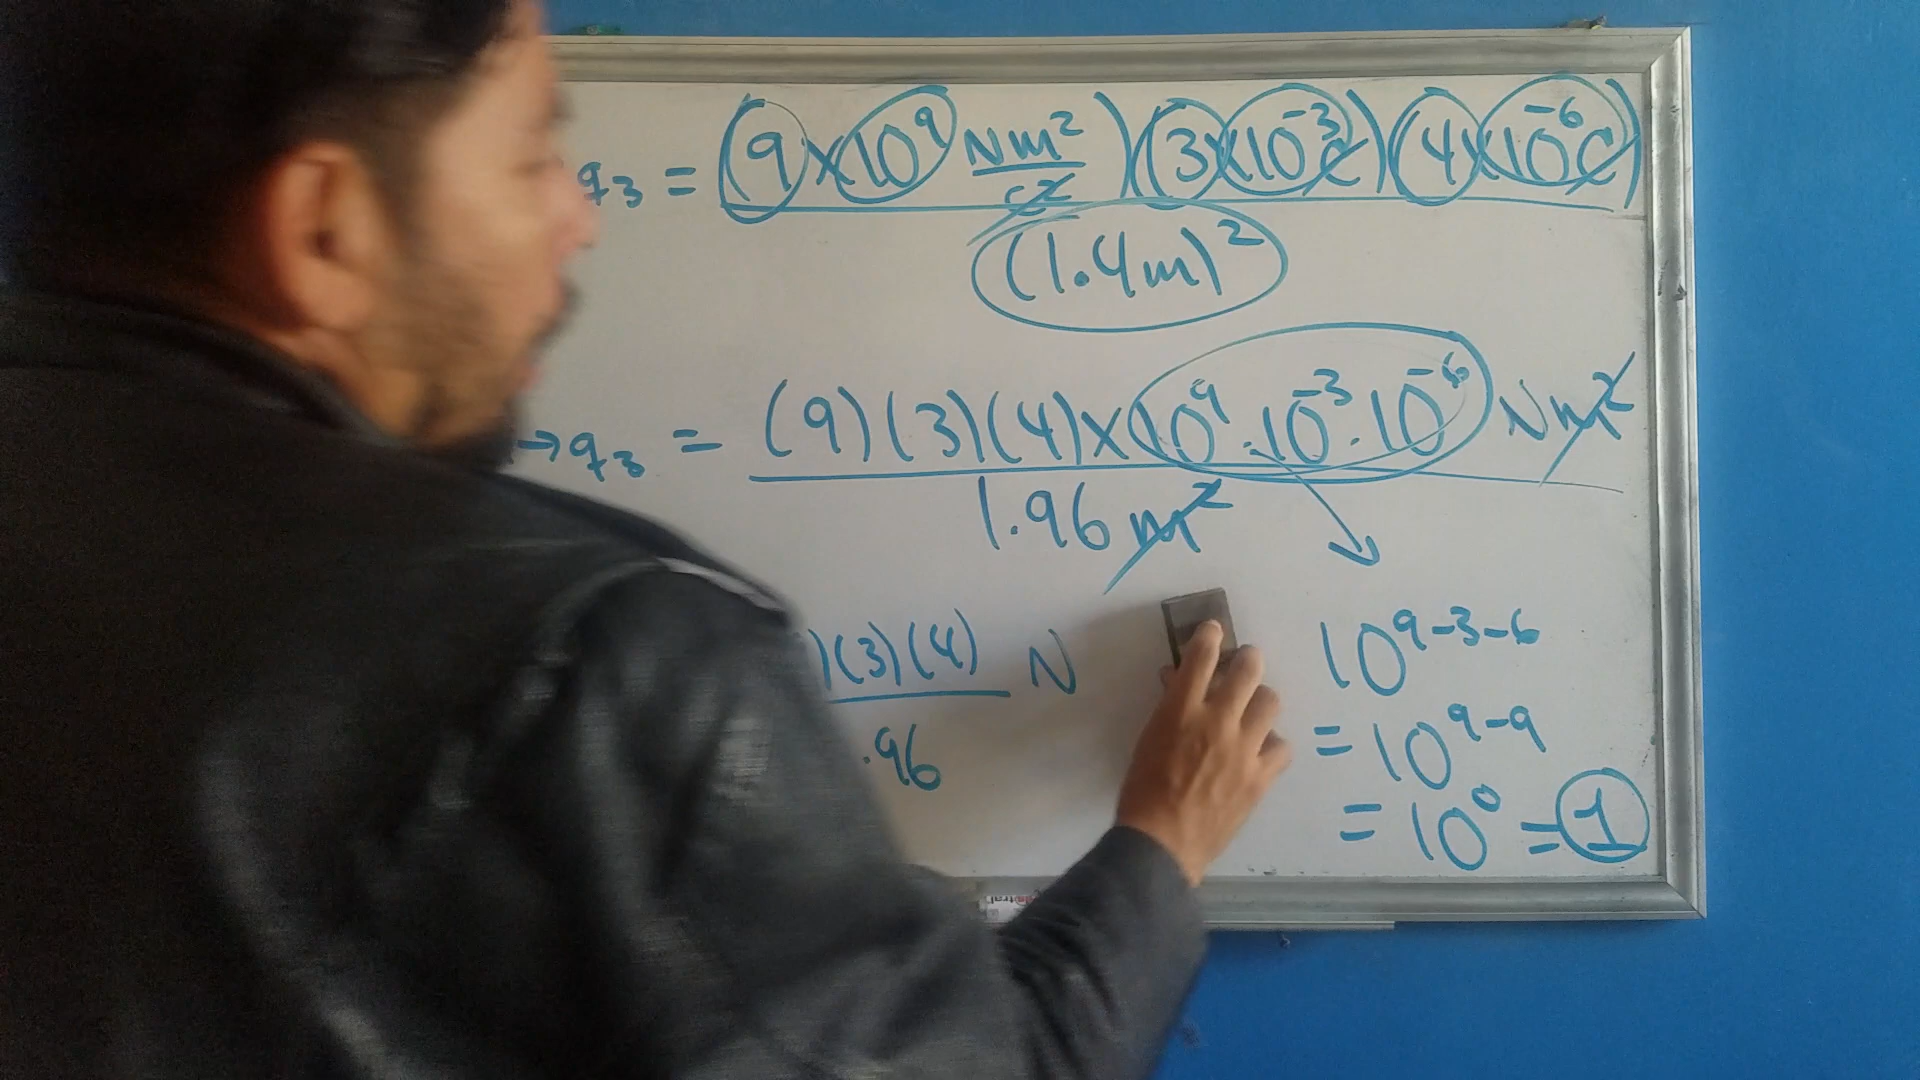 q₃ = (9×10⁹ Nm²/C²)(3×10⁻³C)(4×10⁻⁶C)
(1.4m)²
→q₃ = (9)(3)(4)×10⁹·10⁻³·10⁻⁶ Nm²
1.96 m²
)(3)(4) N
.96
10⁹⁻³⁻⁶
= 10⁹⁻⁹
= 10⁰ = 1